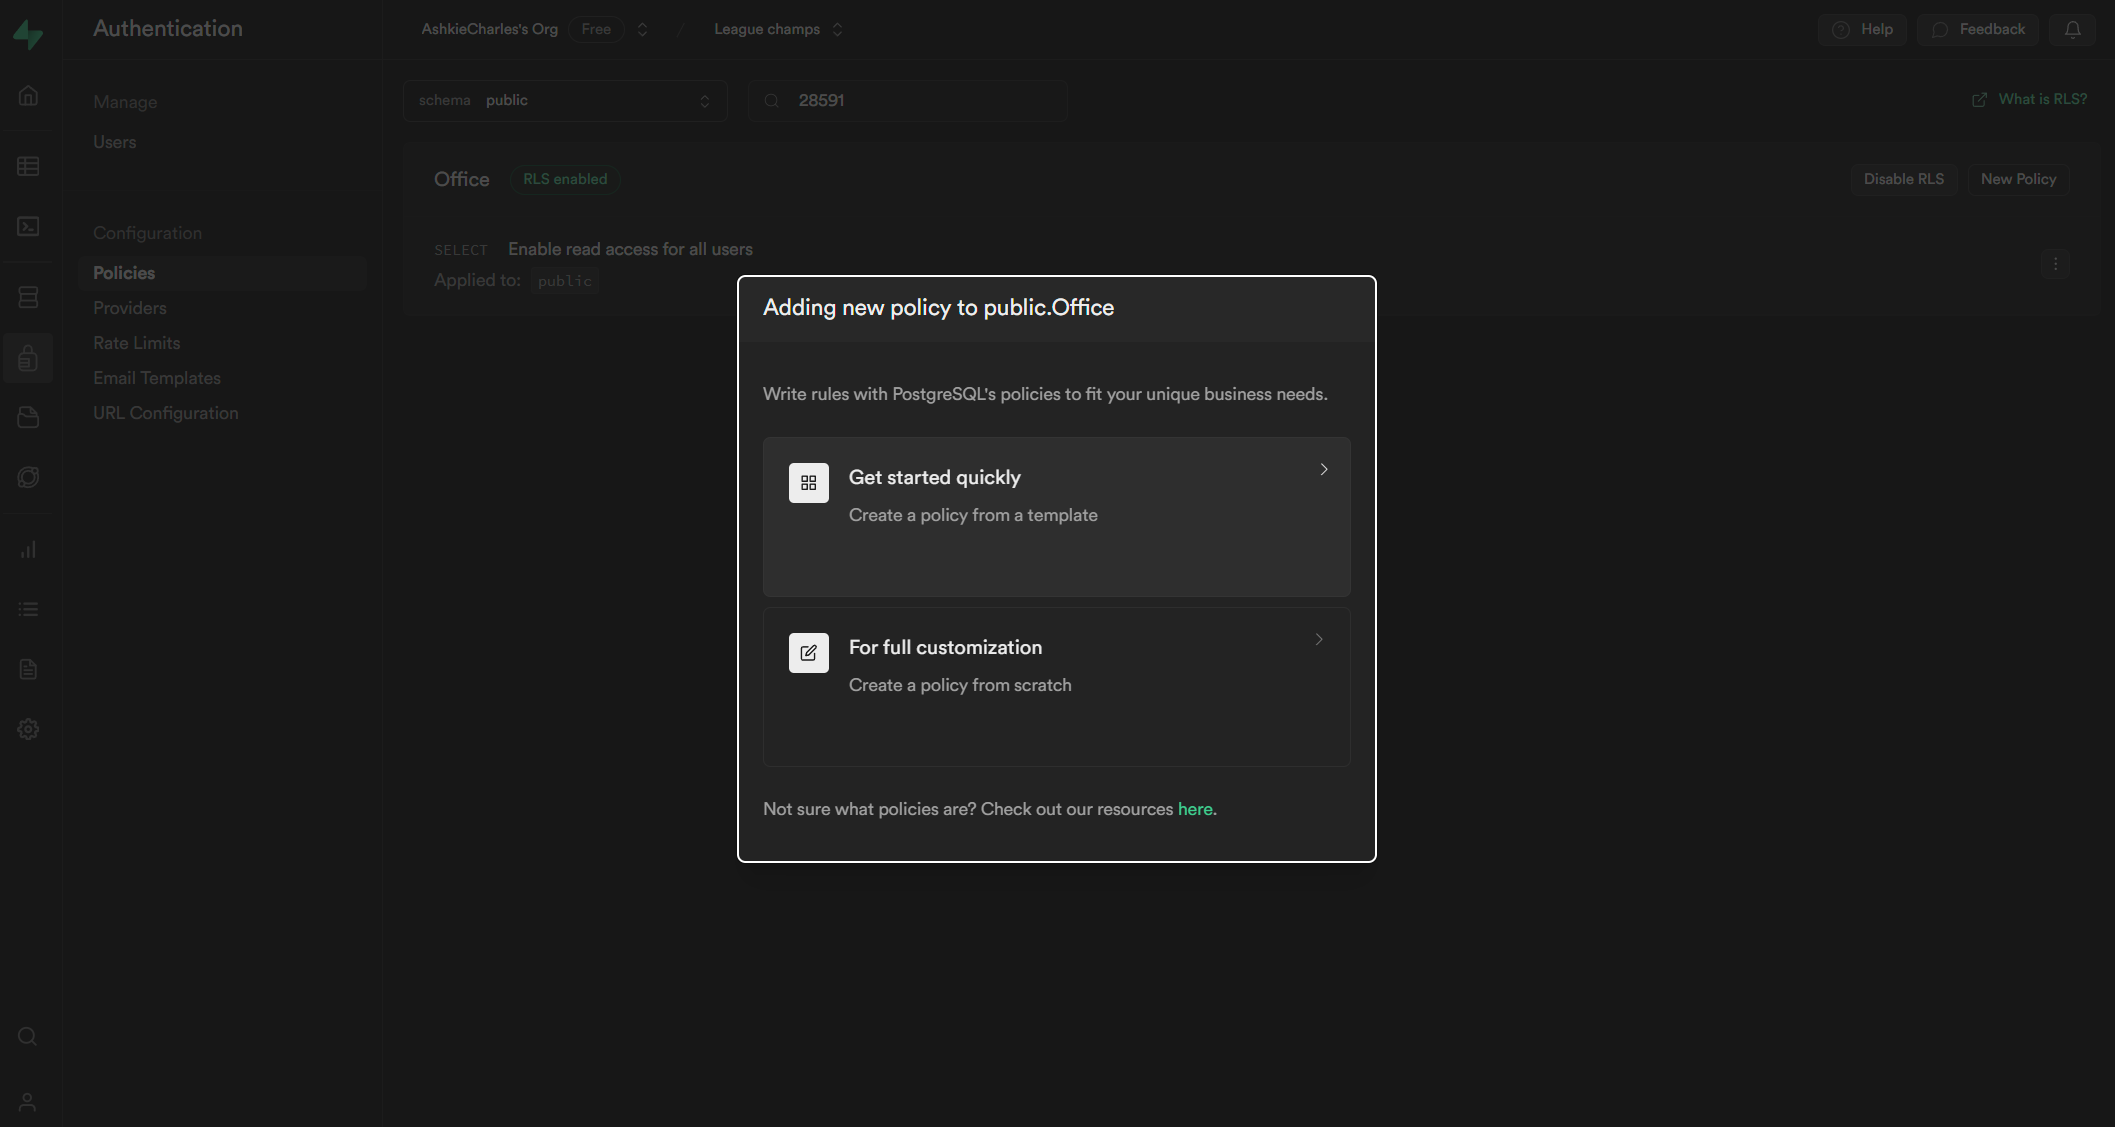 Authentication
AshkieCharles's Org Free / League champs
Help Feedback
Manage
Users
Configuration
Policies
Providers
Rate Limits
Email Templates
URL Configuration
schema public
28591
What is RLS?
Office RLS enabled
Disable RLS New Policy
SELECT Enable read access for all users
Applied to: public
Adding new policy to public.Office
Write rules with PostgreSQL's policies to fit your unique business needs.
Get started quickly
Create a policy from a template
For full customization
Create a policy from scratch
Not sure what policies are? Check out our resources here.